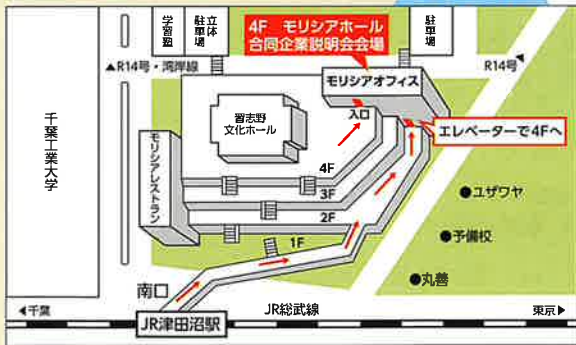 学習塾
立体
駐車場
4F モリシアホール
合同企業説明会会場
駐車場
▲R14号・湾岸線
R14号▲
モリシアオフィス
入口
エレベーターで4Fへ
習志野
文化ホール
千葉工業大学
モリシアレストラン
4F
3F
2F
1F
●ユザワヤ
●予備校
●丸善
南口
◀千葉
JR総武線
東京▶
JR津田沼駅